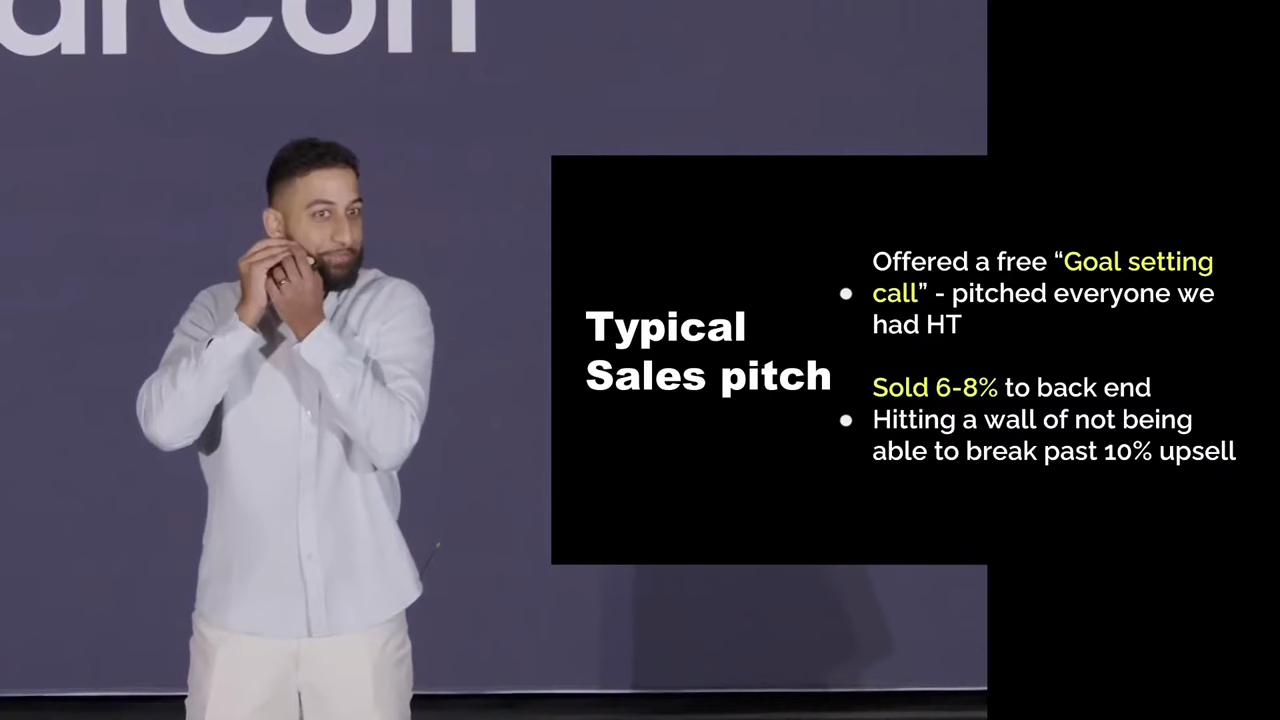 arCon
Typical
Sales pitch
Offered a free “Goal setting
call” - pitched everyone we
had HT
Sold 6-8% to back end
Hitting a wall of not being
able to break past 10% upsell